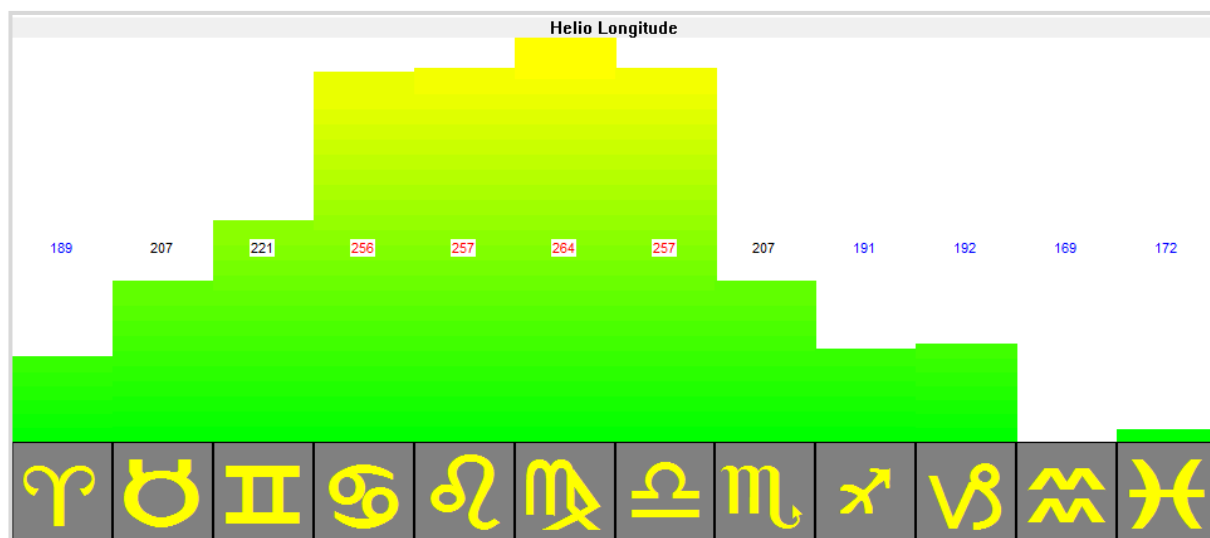 Helio Longitude
189 207 221 256 257 264 257 207 191 192 169 172
♈ ♉ ♊ ♋ ♌ ♍ ♎ ♏ ♐ ♑ ♒ ♓